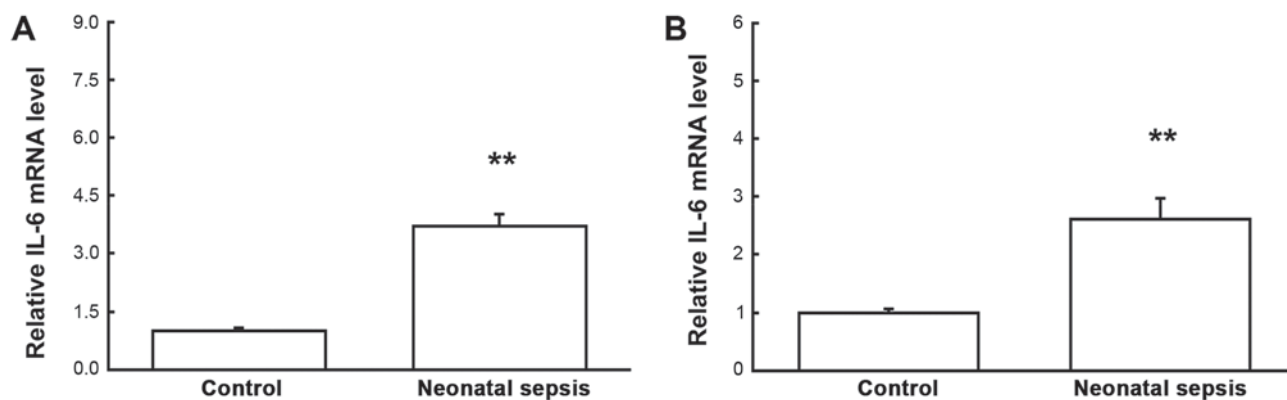 A
Relative IL-6 mRNA level
9.0
7.5
6.0
4.5
3.0
1.5
0.0
**
Control
Neonatal sepsis
B
Relative IL-6 mRNA level
6
5
4
3
2
1
0
**
Control
Neonatal sepsis